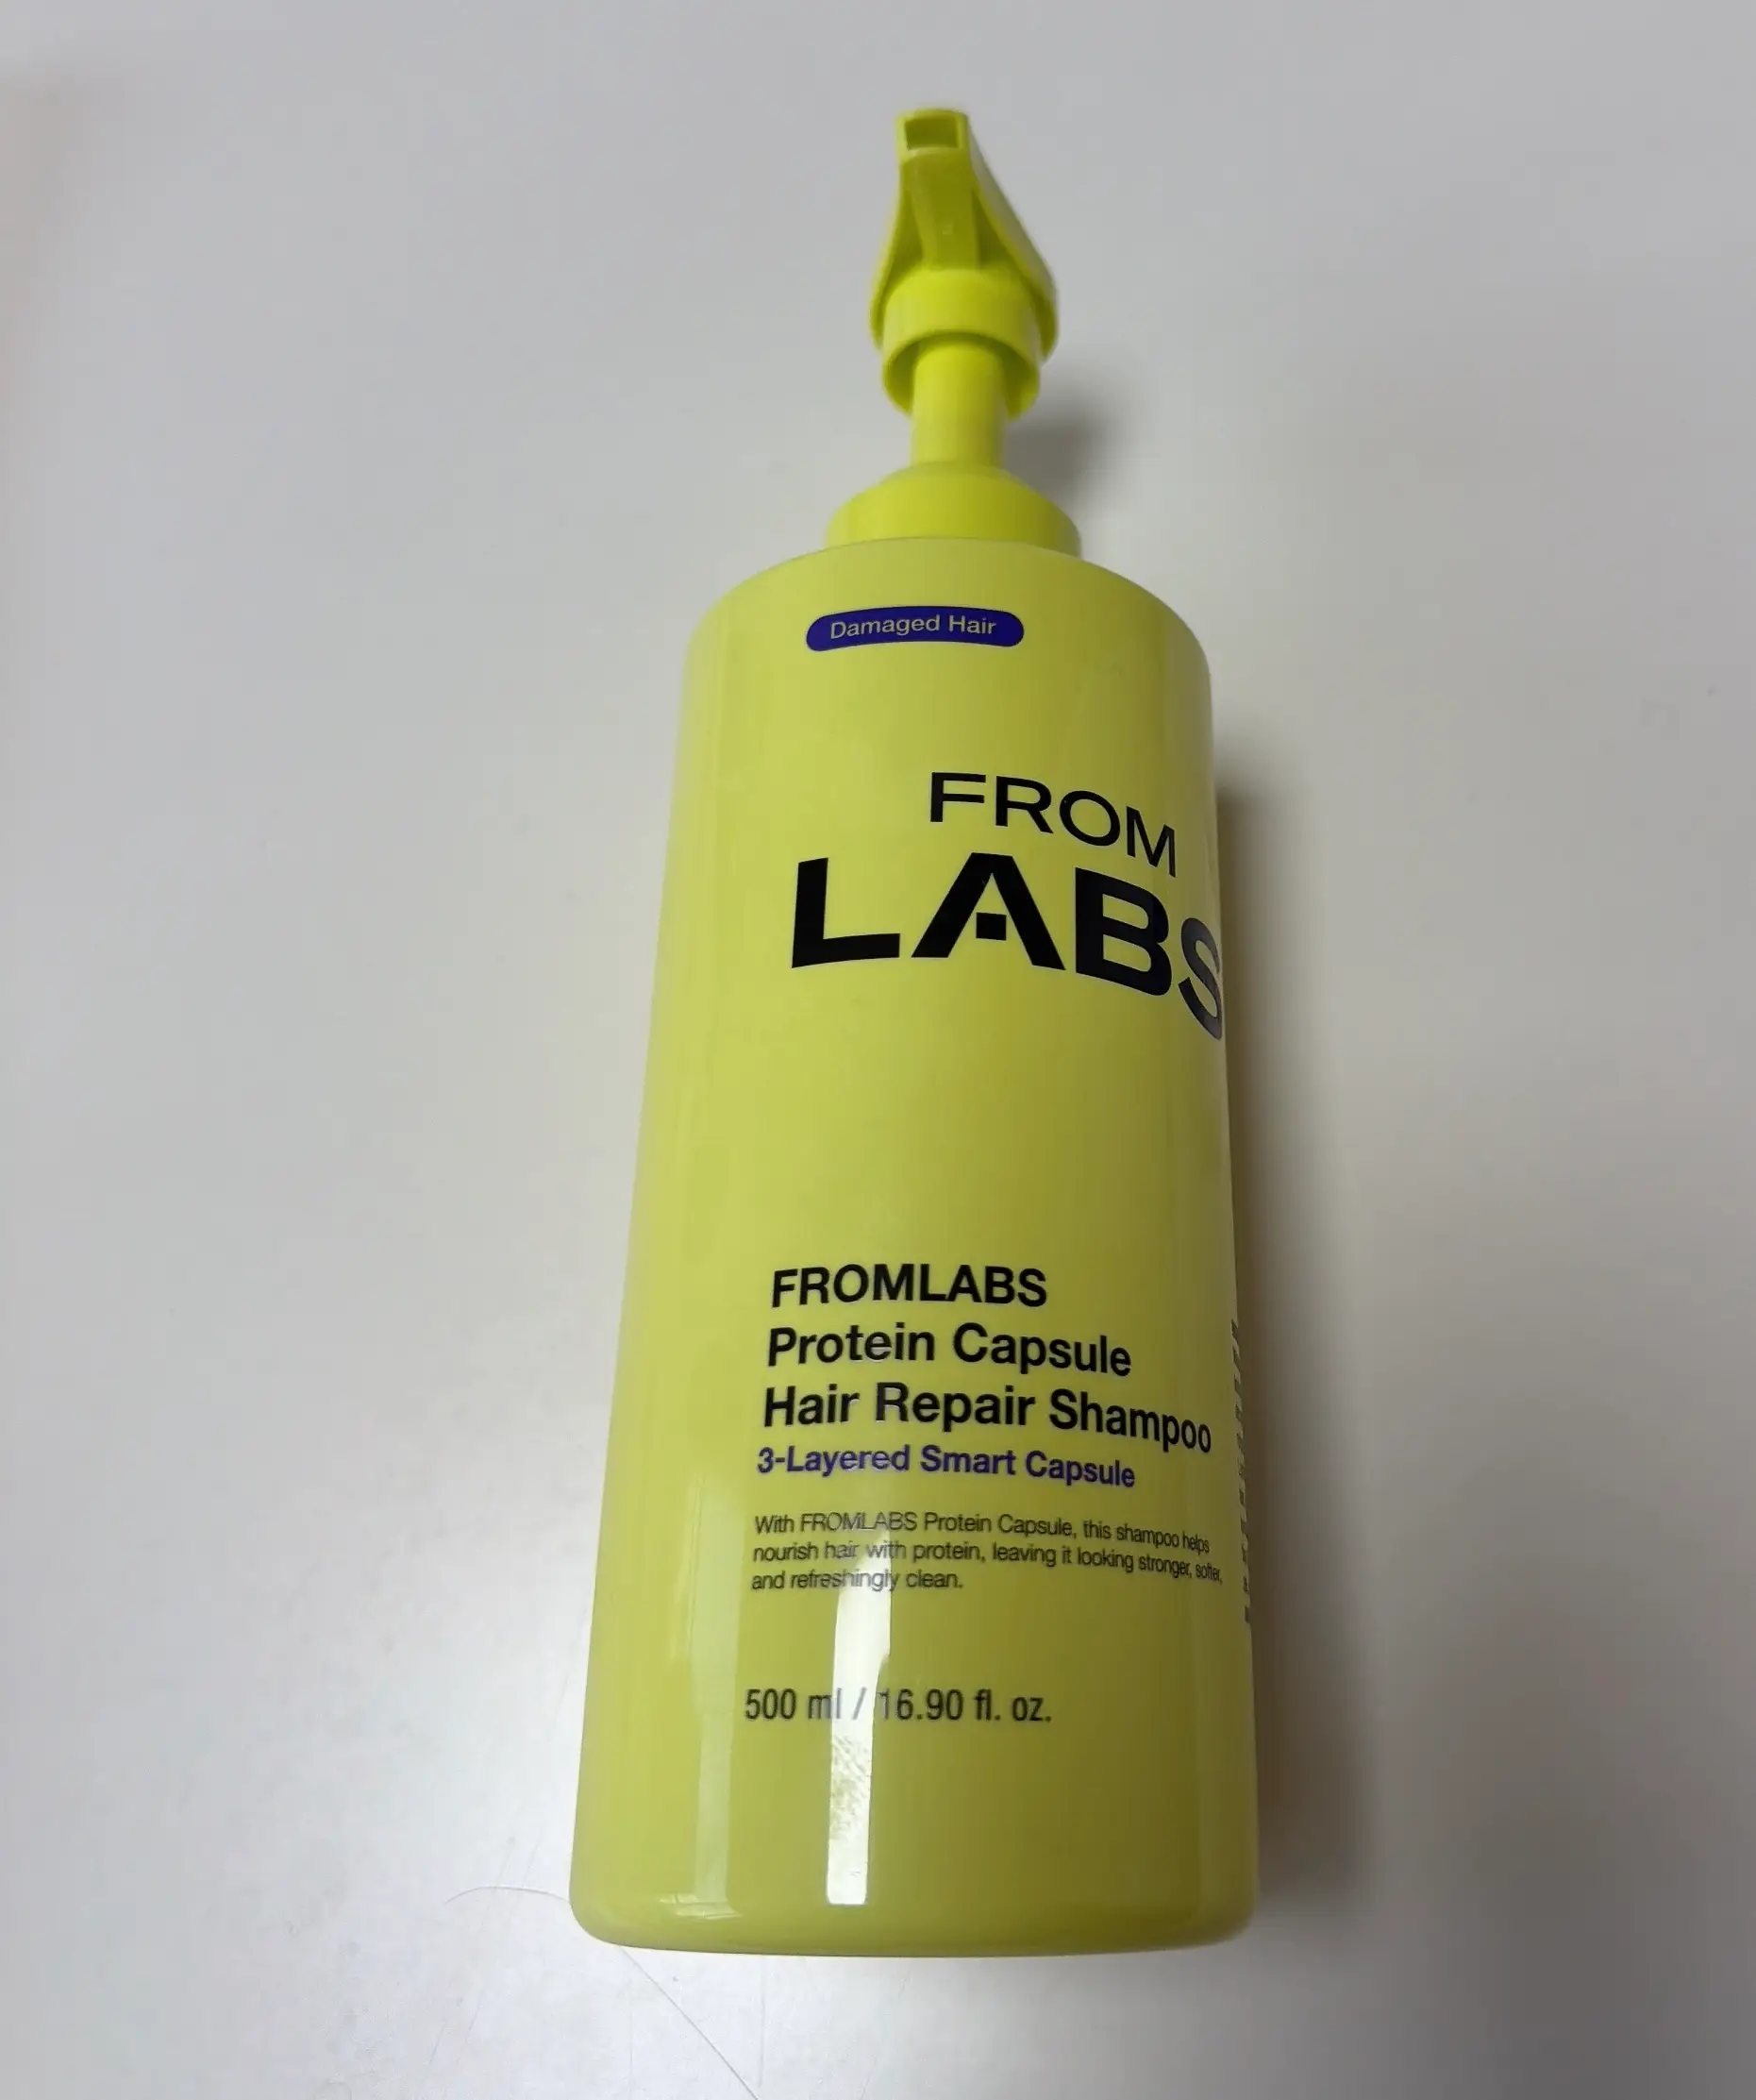 Damaged Hair
FROM
LABS
FROMLABS
Protein Capsule
Hair Repair Shampoo
3-Layered Smart Capsule
With FROMLABS Protein Capsule, this shampoo helps
nourish hair with protein, leaving it looking stronger, softer,
and refreshingly clean.
500 ml / 16.90 fl. oz.